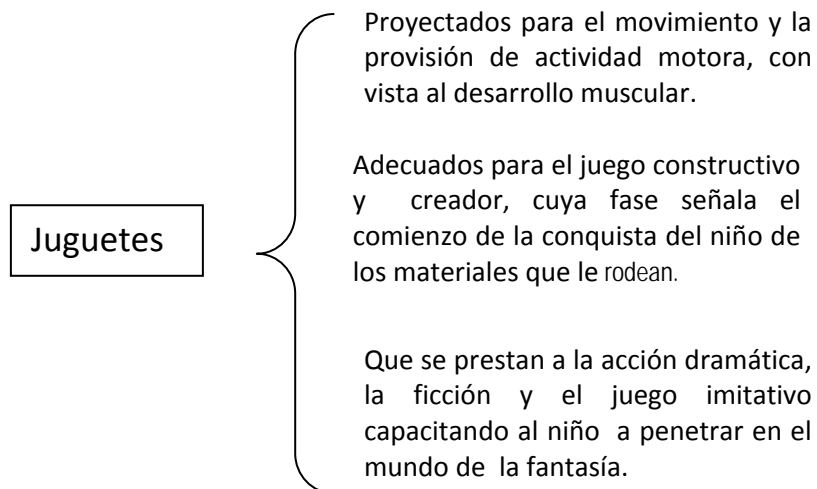 Proyectados para el movimiento y la
provisión de actividad motora, con
vista al desarrollo muscular.
Adecuados para el juego constructivo
y creador, cuya fase señala el
comienzo de la conquista del niño de
los materiales que le rodean.
Juguetes
Que se prestan a la acción dramática,
la ficción y el juego imitativo
capacitando al niño a penetrar en el
mundo de la fantasía.